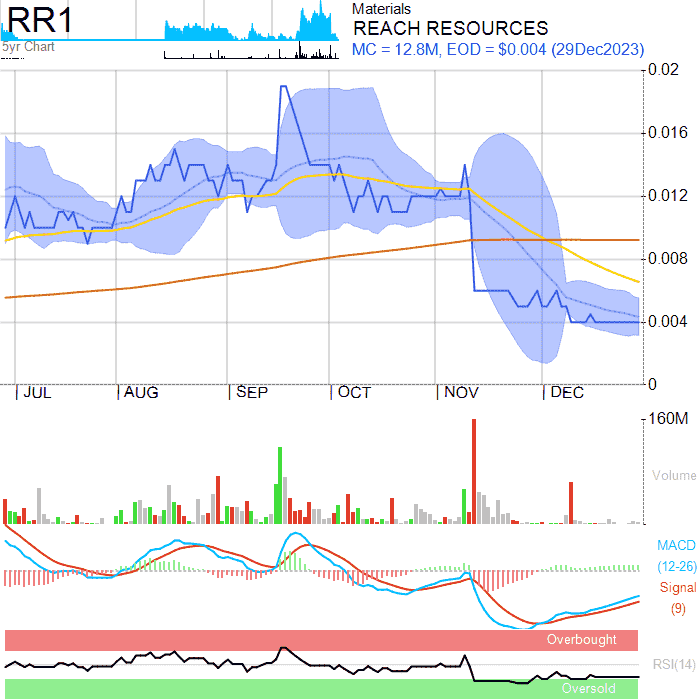 RR1
5yr Chart
Materials
REACH RESOURCES
MC = 12.8M, EOD = $0.004 (29Dec2023)
0.02
0.016
0.012
0.008
0.004
0
JUL AUG SEP OCT NOV DEC
160M
Volume
MACD
(12-26)
Signal
(9)
Overbought
RSI(14)
Oversold